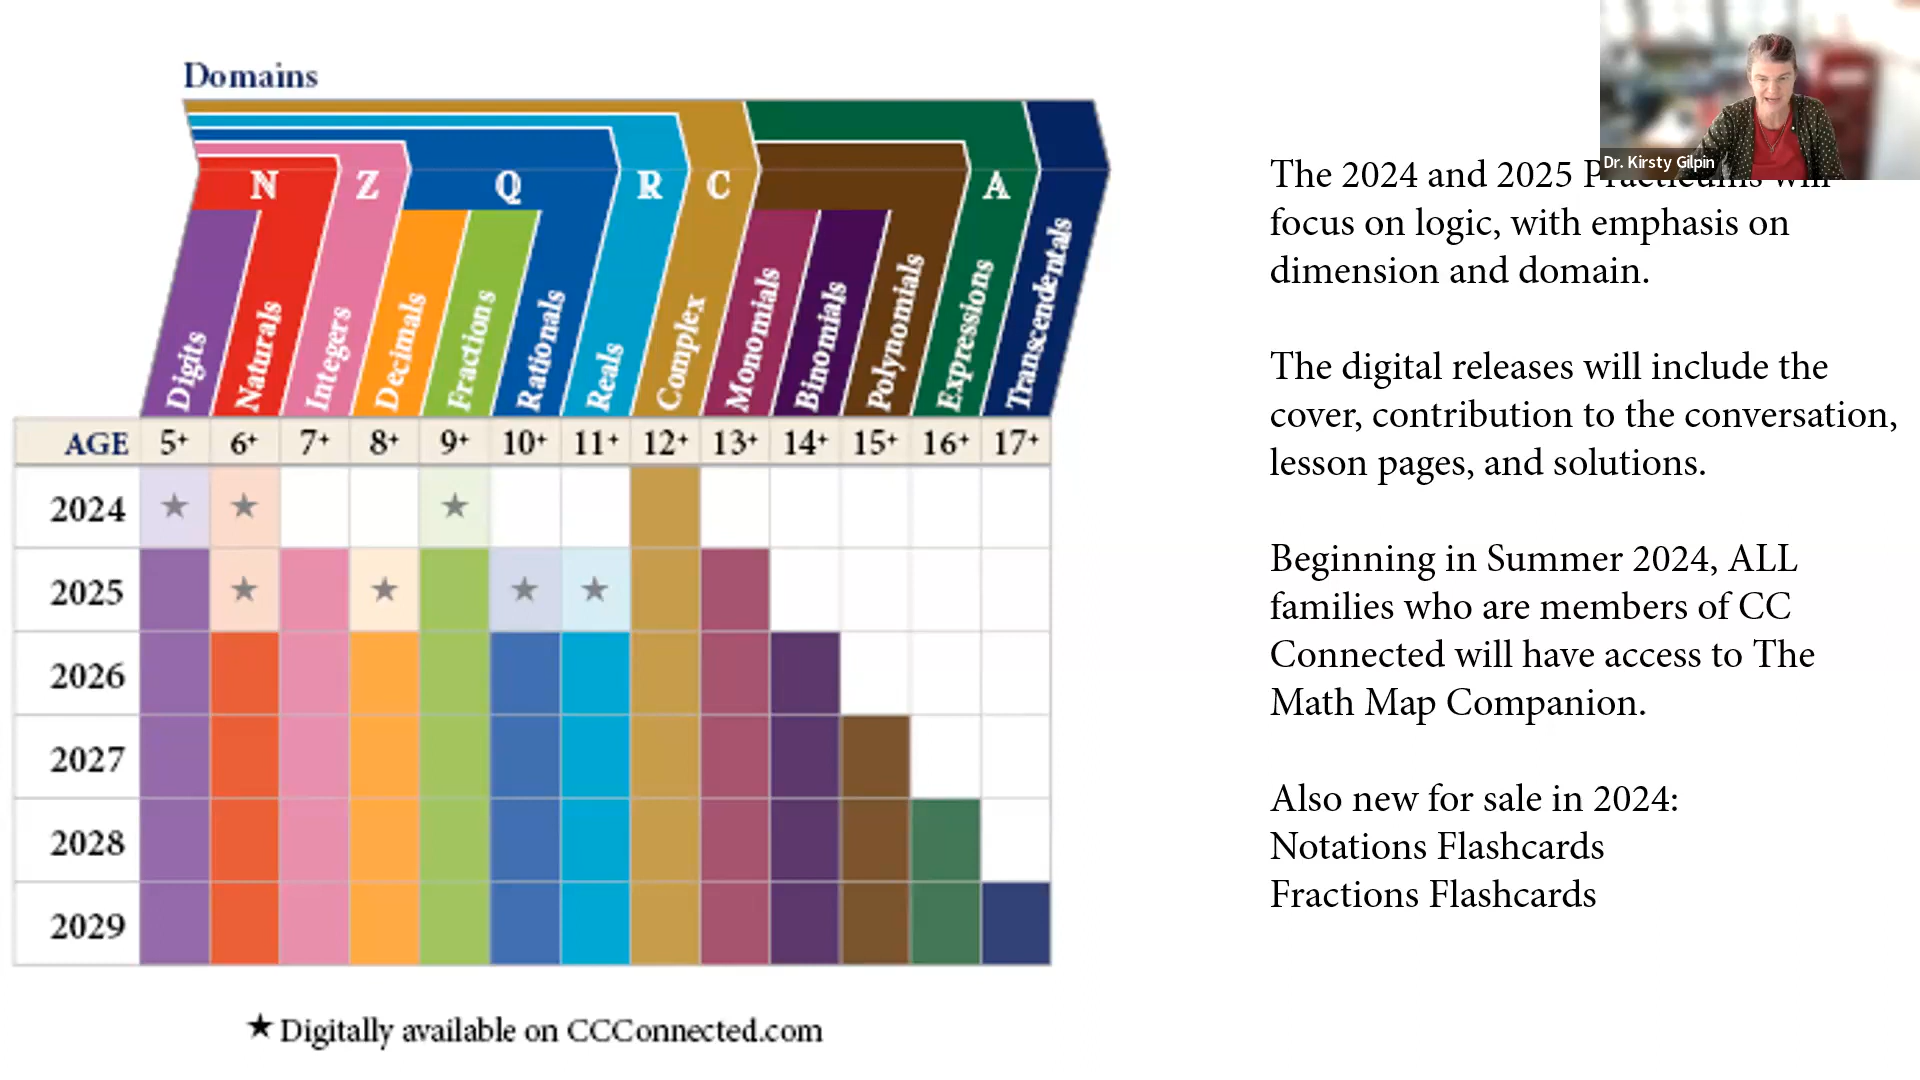 Domains
N Z Q R C A
Digits
Naturals
Integers
Decimals
Fractions
Rationals
Reals
Complex
Monomials
Binomials
Polynomials
Expressions
Transcendentals
AGE 5+ 6+ 7+ 8+ 9+ 10+ 11+ 12+ 13+ 14+ 15+ 16+ 17+
2024 ★ ★ ★
2025 ★ ★ ★ ★
2026
2027
2028
2029
★ Digitally available on CCConnected.com
Dr. Kirsty Gilpin
The 2024 and 2025 Practicums will
focus on logic, with emphasis on
dimension and domain.
The digital releases will include the
cover, contribution to the conversation,
lesson pages, and solutions.
Beginning in Summer 2024, ALL
families who are members of CC
Connected will have access to The
Math Map Companion.
Also new for sale in 2024:
Notations Flashcards
Fractions Flashcards